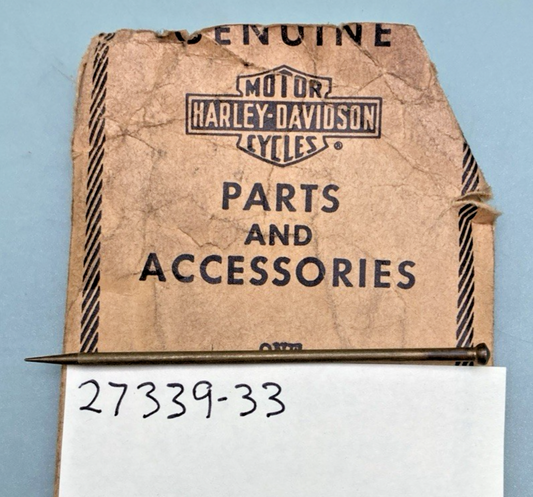 GENUINE
MOTOR
HARLEY-DAVIDSON
CYCLES ®
PARTS
AND
ACCESSORIES
27339-33